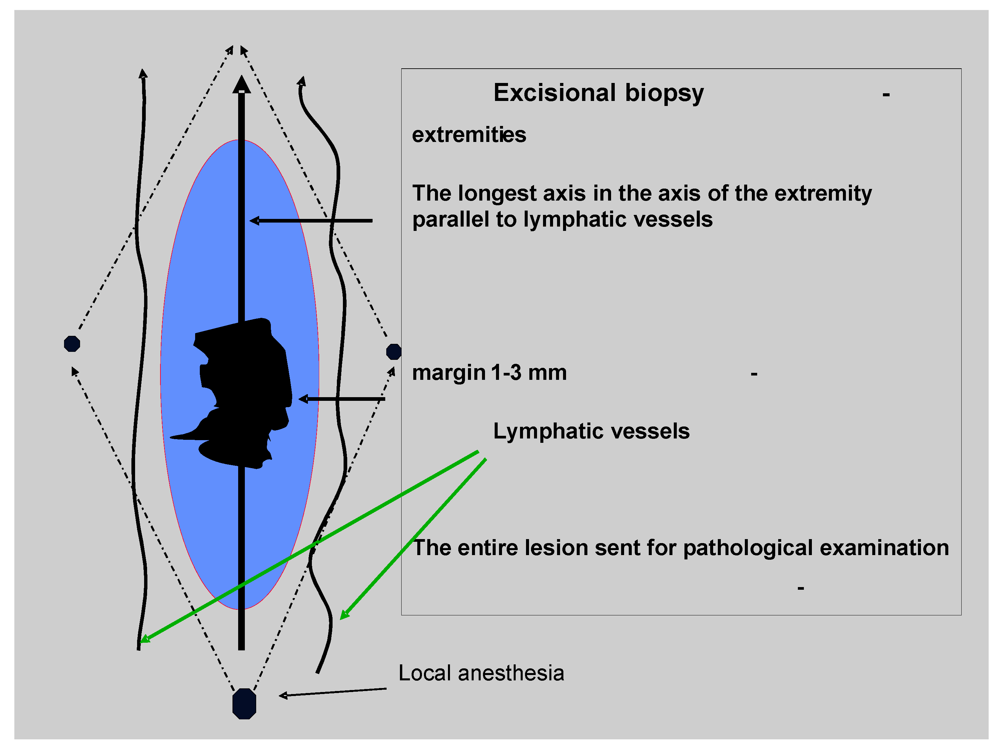 Excisional biopsy -
extremities
The longest axis in the axis of the extremity
parallel to lymphatic vessels
margin 1-3 mm -
Lymphatic vessels
The entire lesion sent for pathological examination
-
Local anesthesia